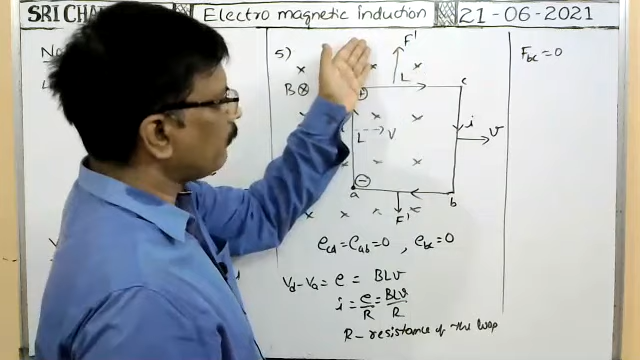 SRI CHA
Electro magnetic induction
21-06-2021
5)
F'
F_bc = 0
B ⊗
L
c
+
i
v
L
v
−
a
b
F'
e_cd = e_ab = 0 , e_bc = 0
V_d - V_a = e = BLv
i = e/R = BLv/R
R - resistance of the loop